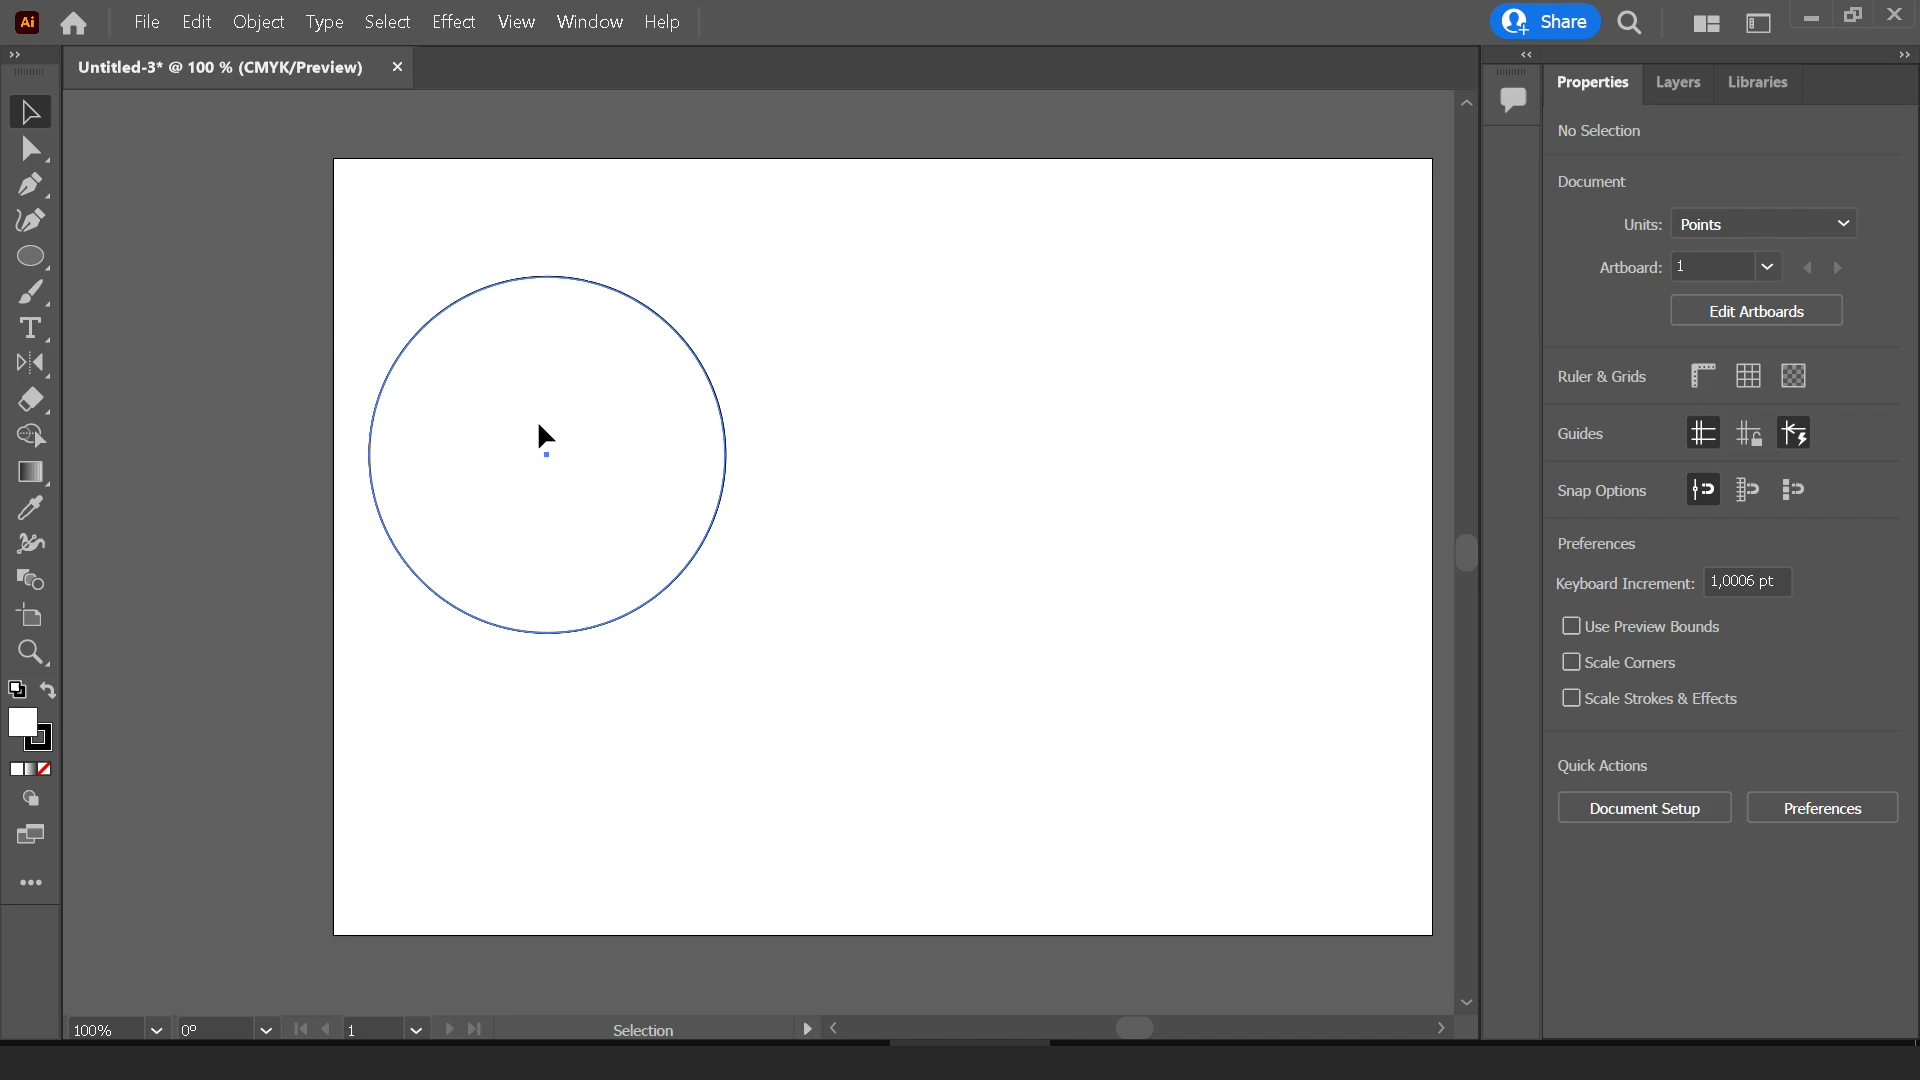 Ai File Edit Object Type Select Effect View Window Help Share
Untitled-3* @ 100 % (CMYK/Preview)
Properties Layers Libraries
No Selection
Document
Units: Points
Artboard: 1
Edit Artboards
Ruler & Grids
Guides
Snap Options
Preferences
Keyboard Increment: 1,0006 pt
Use Preview Bounds
Scale Corners
Scale Strokes & Effects
Quick Actions
Document Setup Preferences
100% 0° 1 Selection